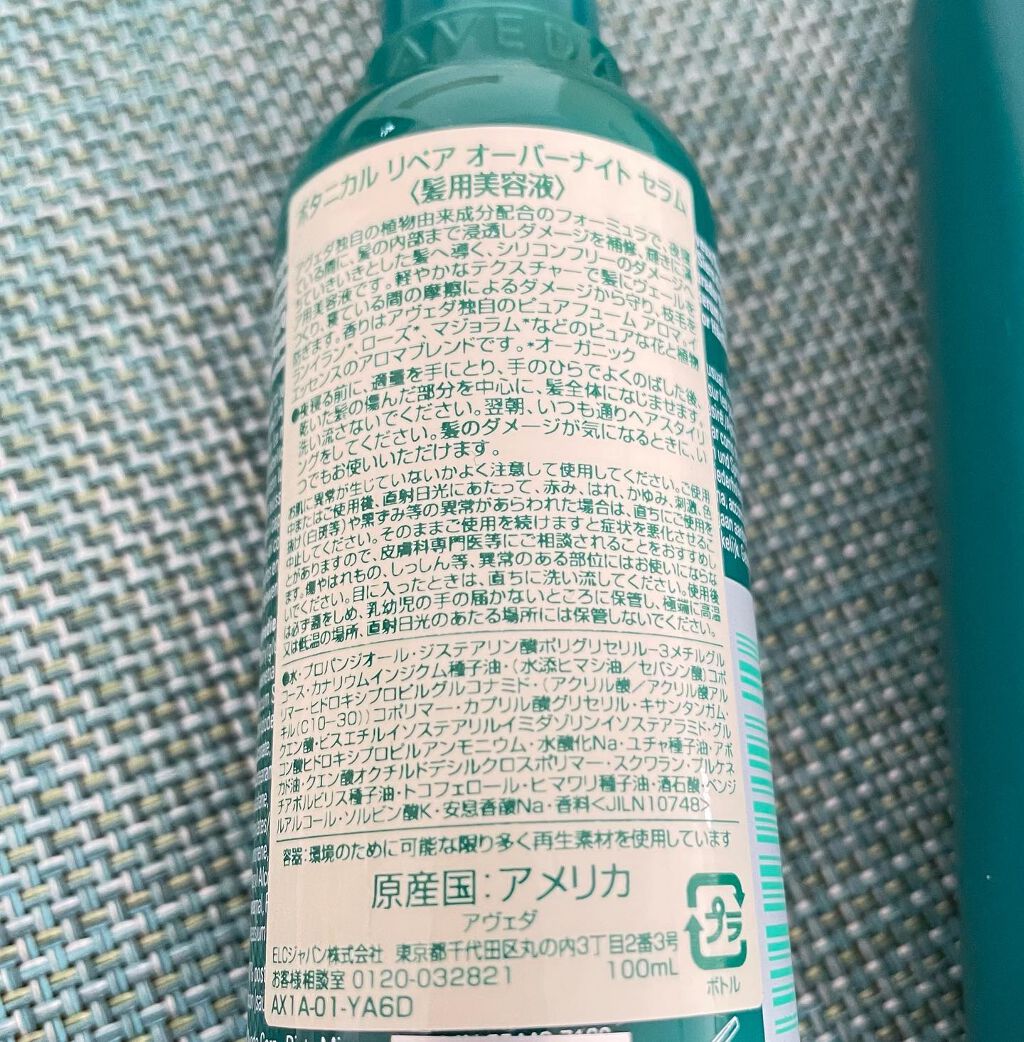 AVEDA
ボタニカル リペア オーバーナイト セラム
〈髪用美容液〉
アヴェダ独自の植物由来成分配合のフォーミュラで、夜寝
ている間に、髪の内部まで浸透しダメージを補修。輝きに満
ちていきいきとした髪へ導く、シリコンフリーのダメージケ
ア用美容液です。軽やかなテクスチャーで髪にヴェールを
つくり、寝ている間の摩擦によるダメージから守り、枝毛を
防ぎます。香りはアヴェダ独自のピュアフューム アロマ。イ
ランイラン、ローズ*、マジョラム*などのピュアな花と植物
エッセンスのアロマブレンドです。*オーガニック
●夜寝る前に、適量を手にとり、手のひらでよくのばした後、
乾いた髪の傷んだ部分を中心に、髪全体になじませます。
洗い流さないでください。翌朝、いつも通りヘアスタイリ
ングをしてください。髪のダメージが気になるときに、い
つでもお使いいただけます。
お肌に異常が生じていないかよく注意して使用してください。ご使用
中またはご使用後、直射日光にあたって、赤み、はれ、かゆみ、刺激、色
抜け(白斑等)や黒ずみ等の異常があらわれた場合は、直ちにご使用を
中止してください。そのままご使用を続けますと症状を悪化させるこ
とがありますので、皮膚科専門医等にご相談されることをおすすめし
ます。傷やはれもの、しっしん等、異常のある部位にはお使いにならな
いでください。目に入ったときは、直ちに洗い流してください。使用後
は必ず蓋をしめ、乳幼児の手の届かないところに保管し、極端に高温
又は低温の場所、直射日光のあたる場所には保管しないでください。
●水・プロパンジオール・ジステアリン酸ポリグリセリル-3メチルグル
コース・カナリウムインジクム種子油・(水添ヒマシ油/セバシン酸)コポ
リマー・ヒドロキシプロピルグルコナミド・(アクリル酸/アクリル酸アル
キル(C10-30))コポリマー・カプリル酸グリセリル・キサンタンガム・
クエン酸・ビスエチルイソステアリルイミダゾリンイソステアラミド・グル
コン酸ヒドロキシプロピルアンモニウム・水酸化Na・ユチャ種子油・アボ
カド油・クエン酸オクチルドデシルクロスポリマー・スクワラン・プルケネ
チアボルビリス種子油・トコフェロール・ヒマワリ種子油・酒石酸・ベンジ
ルアルコール・ソルビン酸K・安息香酸Na・香料<JILN10748>
容器:環境のために可能な限り多く再生素材を使用しています
原産国:アメリカ
アヴェダ
ELCジャパン株式会社 東京都千代田区丸の内3丁目2番3号
お客様相談室 0120-032821 100mL
AX1A-01-YA6D
プラ
ボトル